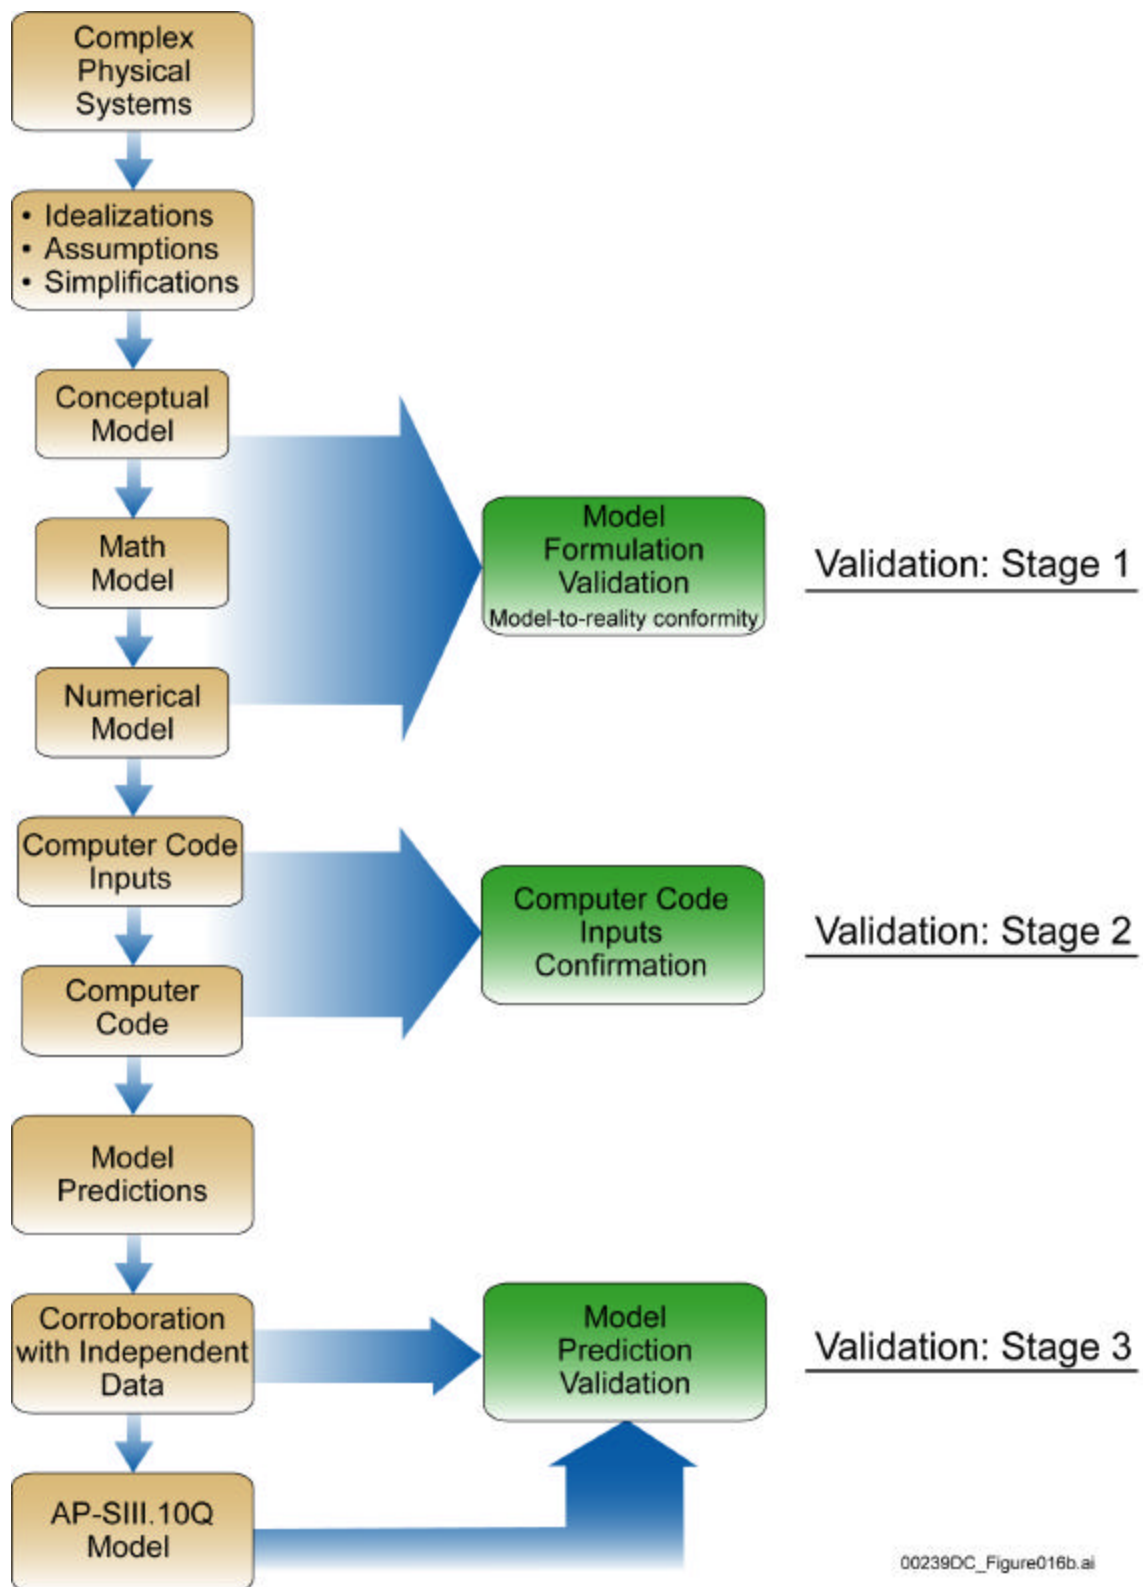 Complex
Physical
Systems
• Idealizations
• Assumptions
• Simplifications
Conceptual
Model
Math
Model
Model
Formulation
Validation
Model-to-reality conformity
Validation: Stage 1
Numerical
Model
Computer Code
Inputs
Computer Code
Inputs
Confirmation
Validation: Stage 2
Computer
Code
Model
Predictions
Corroboration
with Independent
Data
Model
Prediction
Validation
Validation: Stage 3
AP-SIII.10Q
Model
00239DC_Figure016b.ai